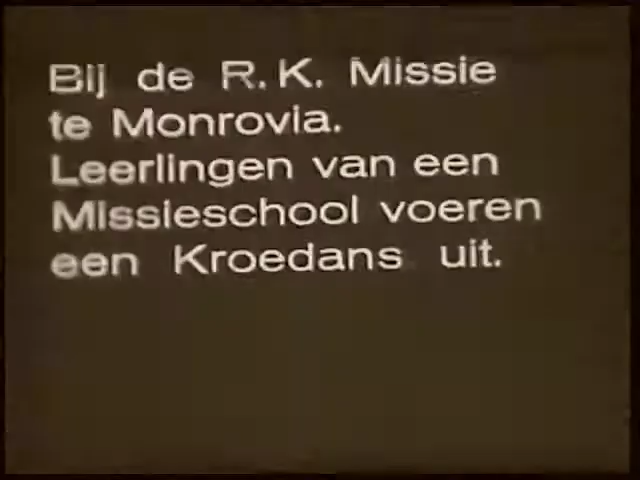 Bij de R.K. Missie
te Monrovia.
Leerlingen van een
Missieschool voeren
een Kroedans uit.